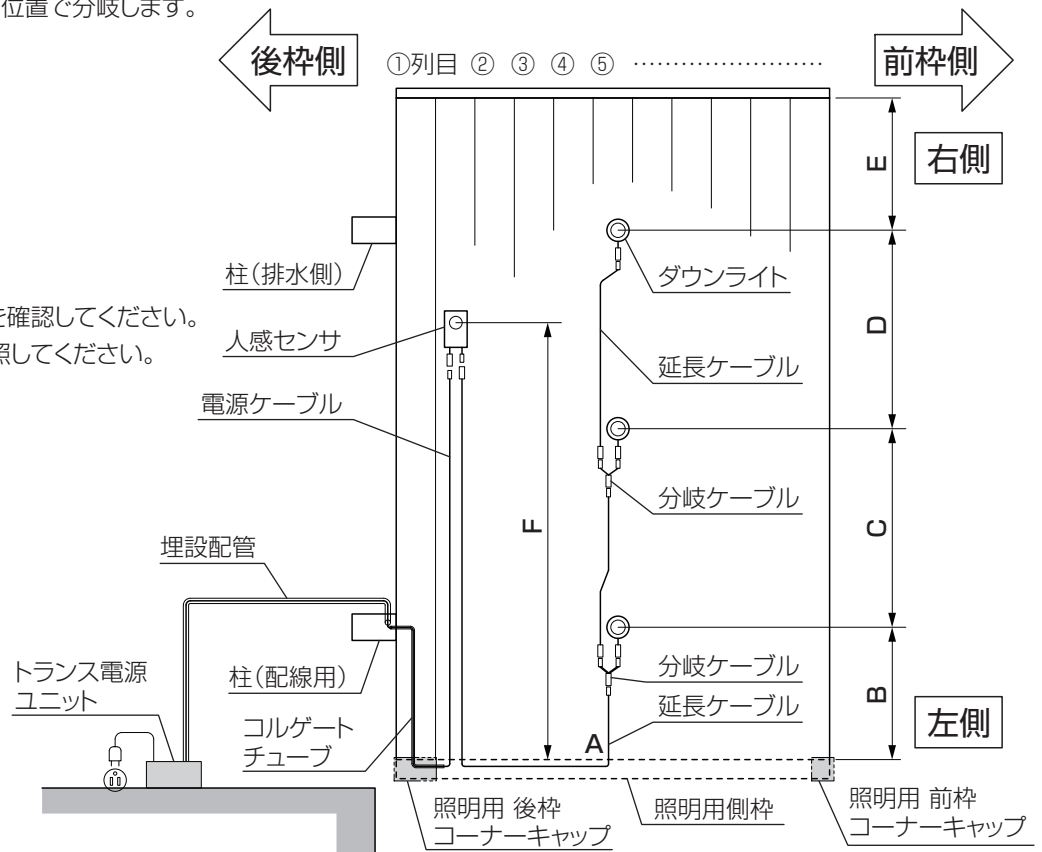 位置で分岐します。
後枠側
①列目 ② ③ ④ ⑤ ……………………
前枠側
E
右側
柱（排水側）
ダウンライト
を確認してください。
照してください。
人感センサ
D
延長ケーブル
電源ケーブル
分岐ケーブル
F
C
埋設配管
トランス電源
ユニット
柱（配線用）
分岐ケーブル
B
コルゲート
チューブ
延長ケーブル
A
左側
照明用 後枠
コーナーキャップ
照明用側枠
照明用 前枠
コーナーキャップ